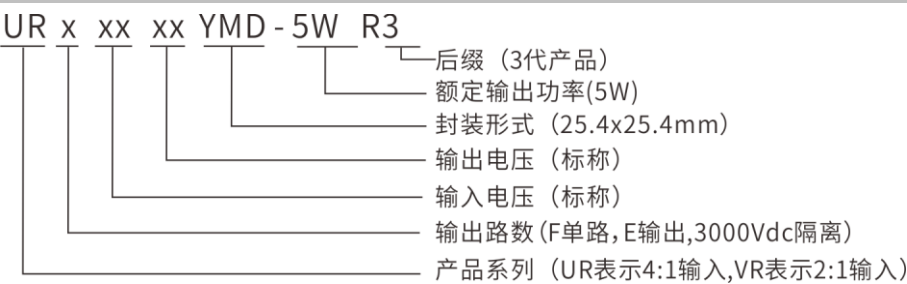 UR x xx xx YMD - 5W R3
后缀（3代产品）
额定输出功率(5W)
封装形式（25.4x25.4mm）
输出电压（标称）
输入电压（标称）
输出路数(F单路，E输出,3000Vdc隔离)
产品系列（UR表示4:1输入,VR表示2:1输入)